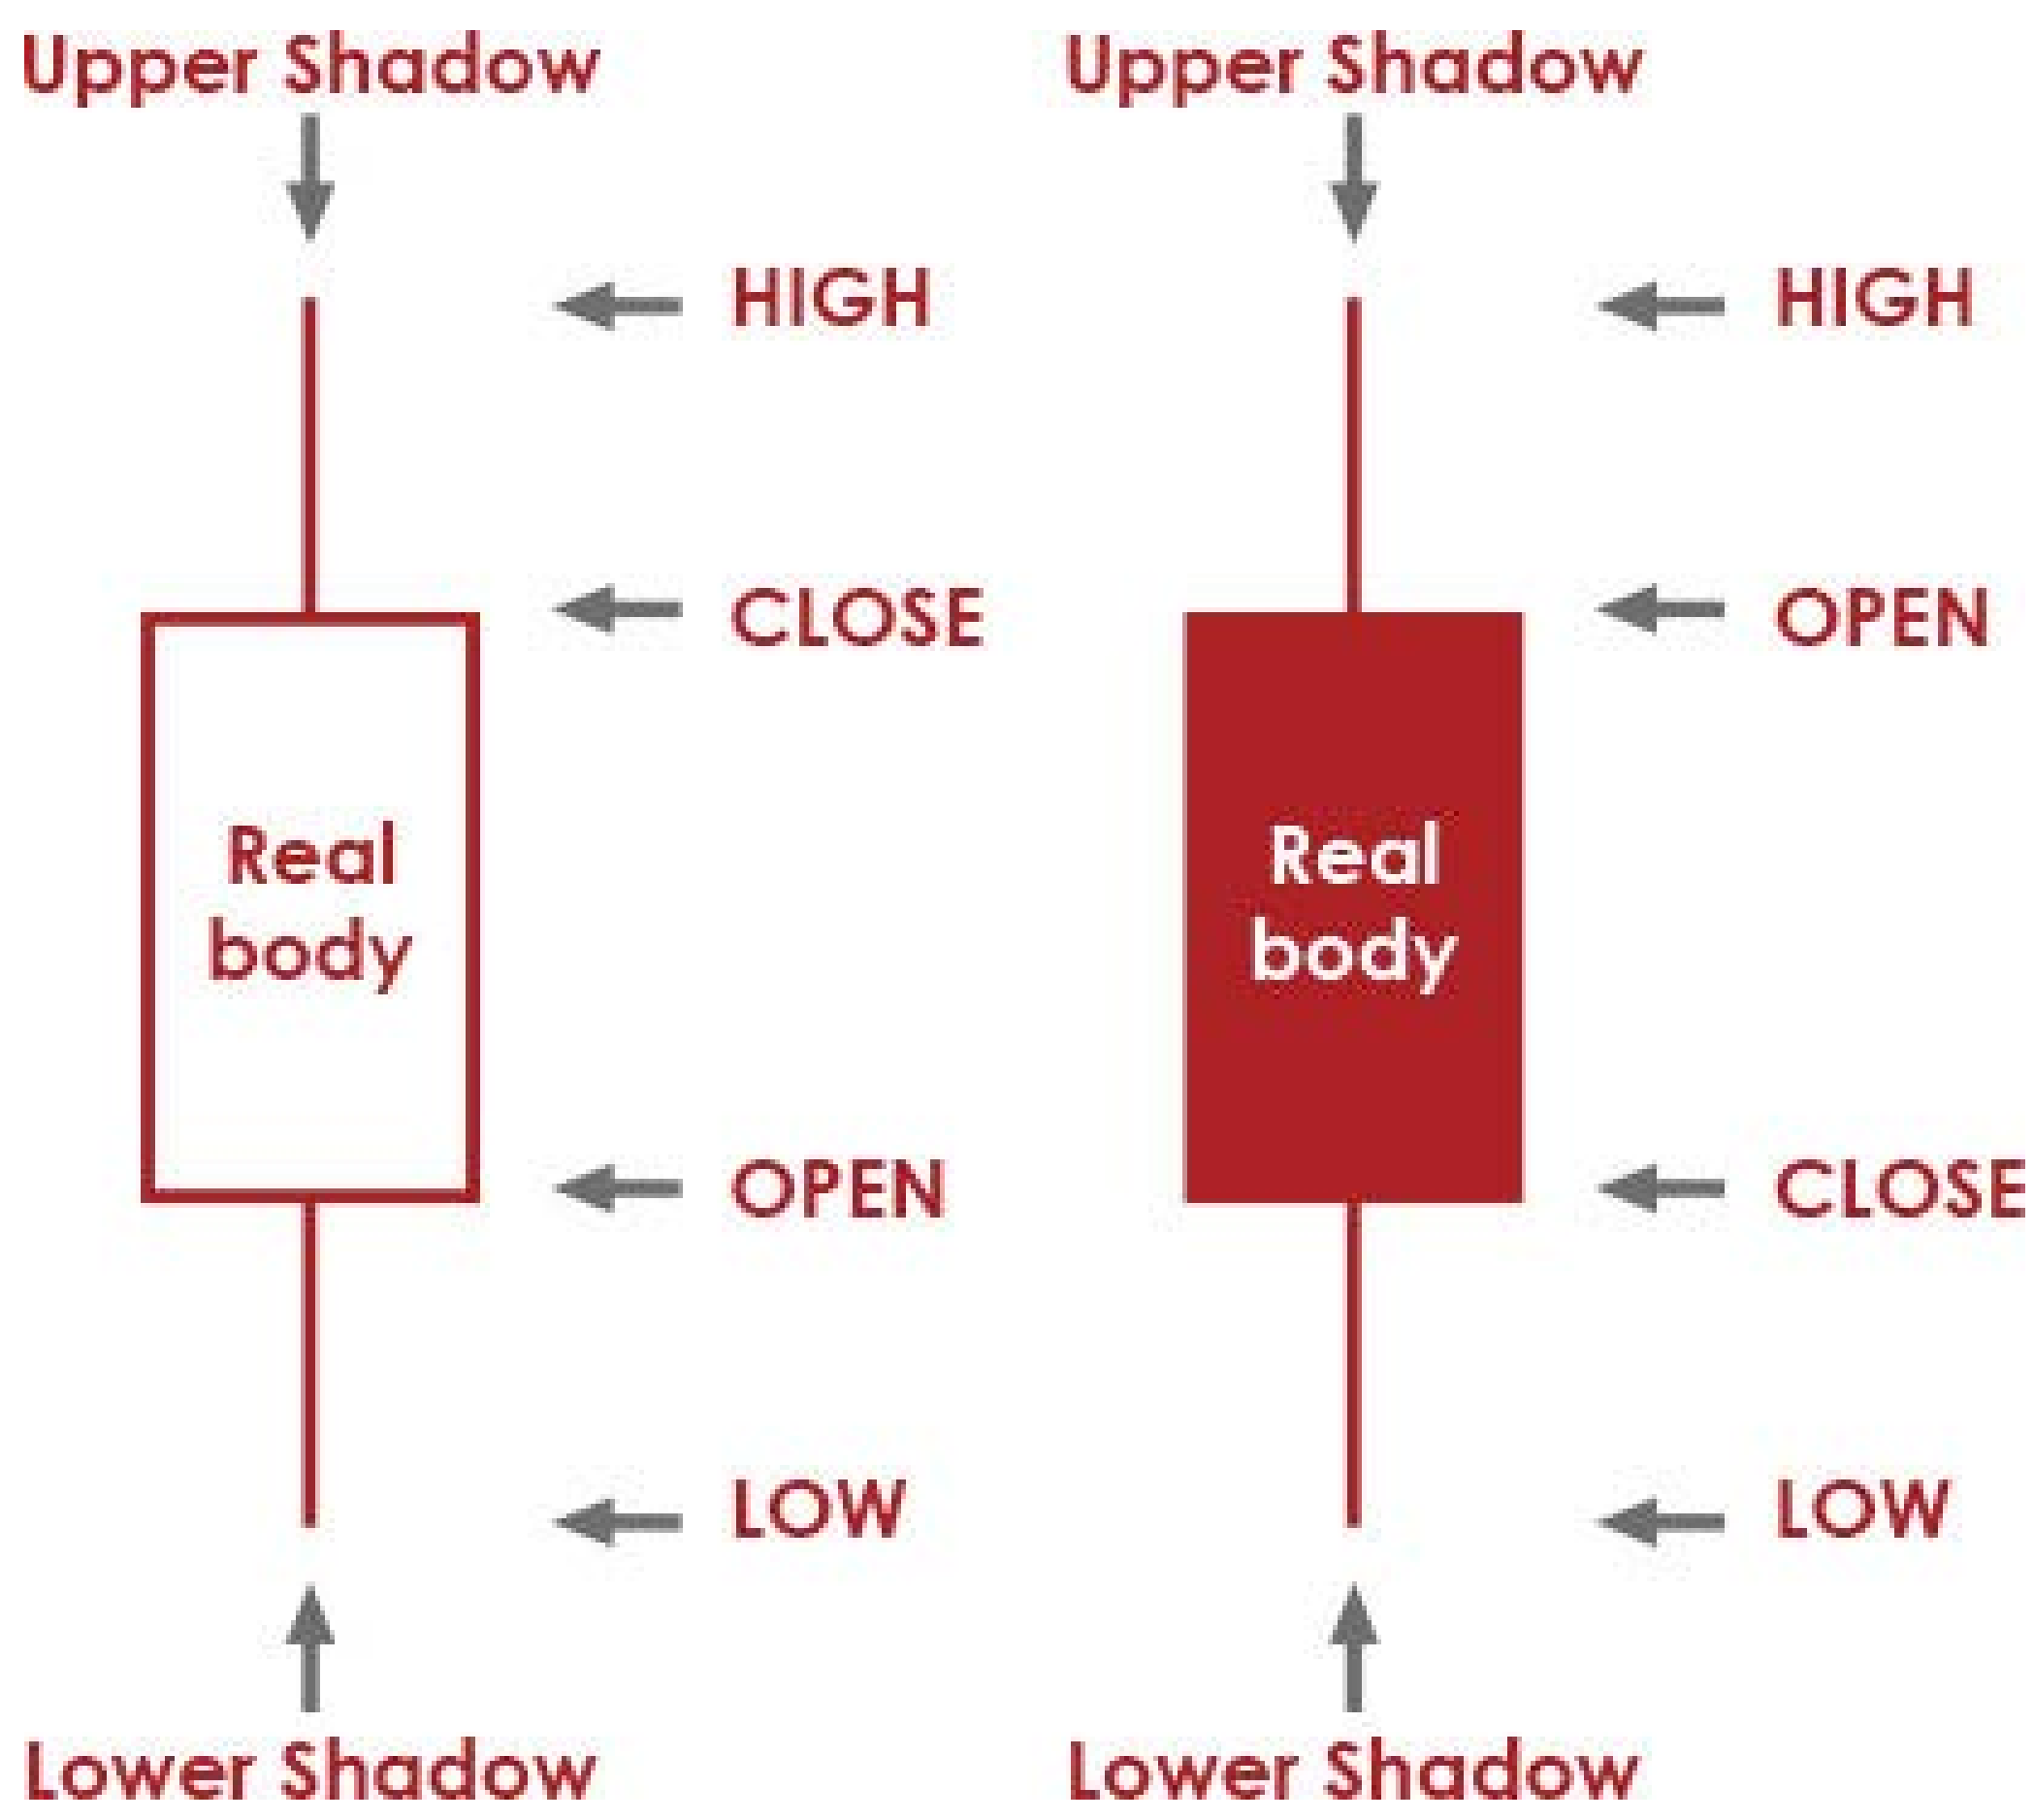 Upper Shadow
HIGH
CLOSE
Real
body
OPEN
LOW
Lower Shadow
Upper Shadow
HIGH
OPEN
Real
body
CLOSE
LOW
Lower Shadow